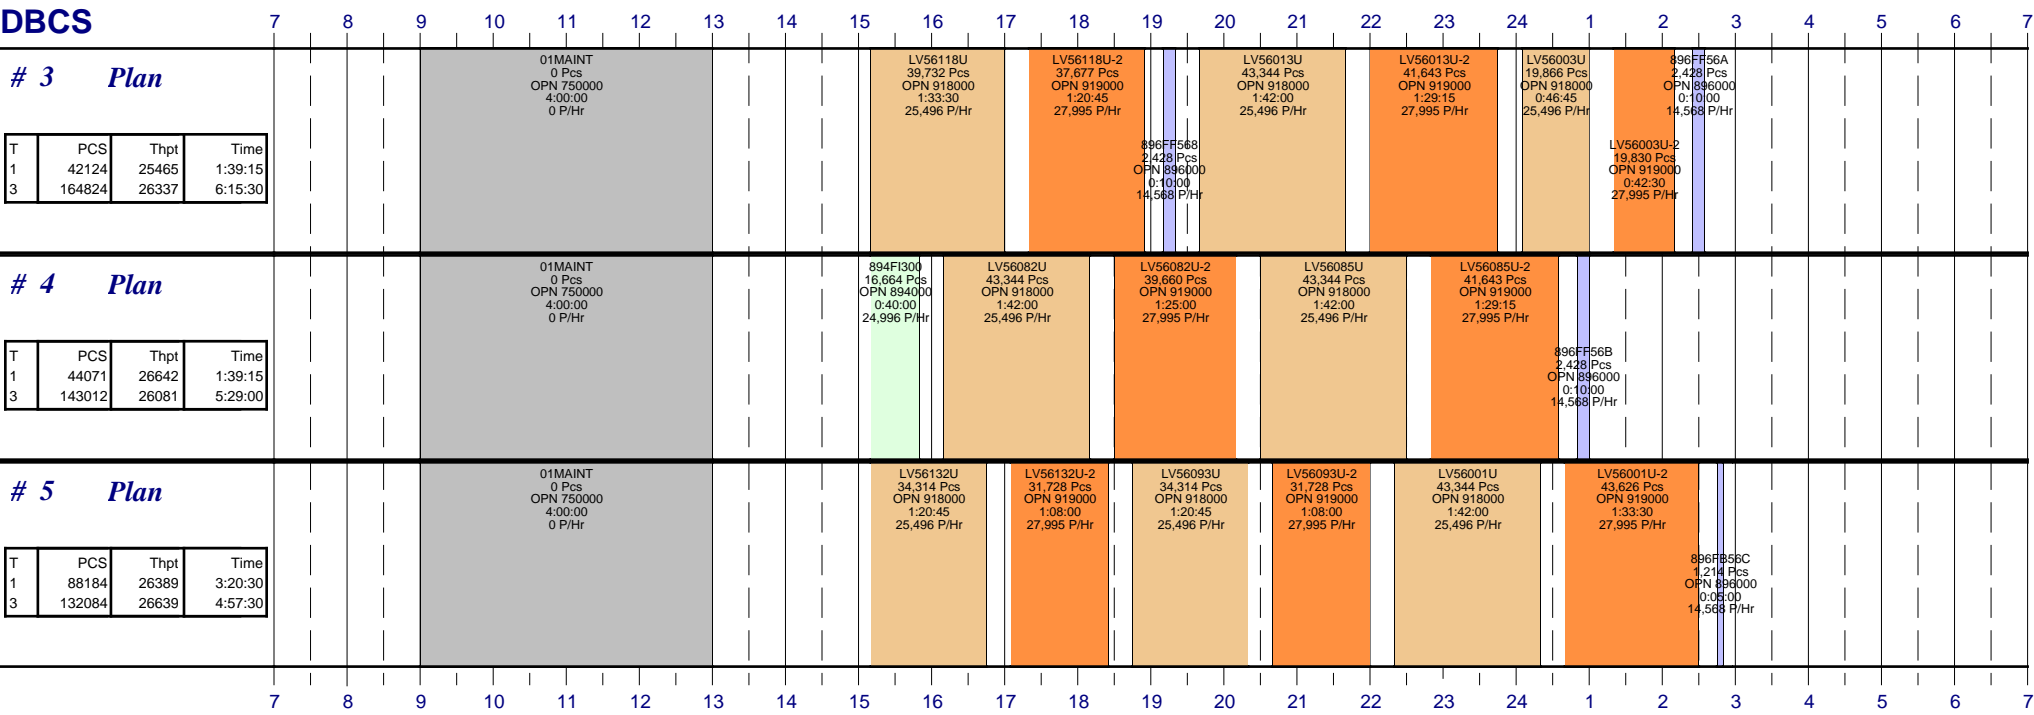 DBCS
7 8 9 10 11 12 13 14 15 16 17 18 19 20 21 22 23 24 1 2 3 4 5 6 7
# 3 Plan
T PCS Thpt Time
1 42124 25465 1:39:15
3 164824 26337 6:15:30
01MAINT
0 Pcs
OPN 750000
4:00:00
0 P/Hr
LV56118U
39,732 Pcs
OPN 918000
1:33:30
25,496 P/Hr
LV56118U-2
37,677 Pcs
OPN 919000
1:20:45
27,995 P/Hr
896FF568
2,428 Pcs
OPN 896000
0:10:00
14,568 P/Hr
LV56013U
43,344 Pcs
OPN 918000
1:42:00
25,496 P/Hr
LV56013U-2
41,643 Pcs
OPN 919000
1:29:15
27,995 P/Hr
LV56003U
19,866 Pcs
OPN 918000
0:46:45
25,496 P/Hr
LV56003U-2
19,830 Pcs
OPN 919000
0:42:30
27,995 P/Hr
896FF56A
2,428 Pcs
OPN 896000
0:10:00
14,568 P/Hr
# 4 Plan
T PCS Thpt Time
1 44071 26642 1:39:15
3 143012 26081 5:29:00
01MAINT
0 Pcs
OPN 750000
4:00:00
0 P/Hr
894FI300
16,664 Pcs
OPN 894000
0:40:00
24,996 P/Hr
LV56082U
43,344 Pcs
OPN 918000
1:42:00
25,496 P/Hr
LV56082U-2
39,660 Pcs
OPN 919000
1:25:00
27,995 P/Hr
LV56085U
43,344 Pcs
OPN 918000
1:42:00
25,496 P/Hr
LV56085U-2
41,643 Pcs
OPN 919000
1:29:15
27,995 P/Hr
896FF56B
2,428 Pcs
OPN 896000
0:10:00
14,568 P/Hr
# 5 Plan
T PCS Thpt Time
1 88184 26389 3:20:30
3 132084 26639 4:57:30
01MAINT
0 Pcs
OPN 750000
4:00:00
0 P/Hr
LV56132U
34,314 Pcs
OPN 918000
1:20:45
25,496 P/Hr
LV56132U-2
31,728 Pcs
OPN 919000
1:08:00
27,995 P/Hr
LV56093U
34,314 Pcs
OPN 918000
1:20:45
25,496 P/Hr
LV56093U-2
31,728 Pcs
OPN 919000
1:08:00
27,995 P/Hr
LV56001U
43,344 Pcs
OPN 918000
1:42:00
25,496 P/Hr
LV56001U-2
43,626 Pcs
OPN 919000
1:33:30
27,995 P/Hr
896FB56C
1,214 Pcs
OPN 896000
0:05:00
14,568 P/Hr
7 8 9 10 11 12 13 14 15 16 17 18 19 20 21 22 23 24 1 2 3 4 5 6 7